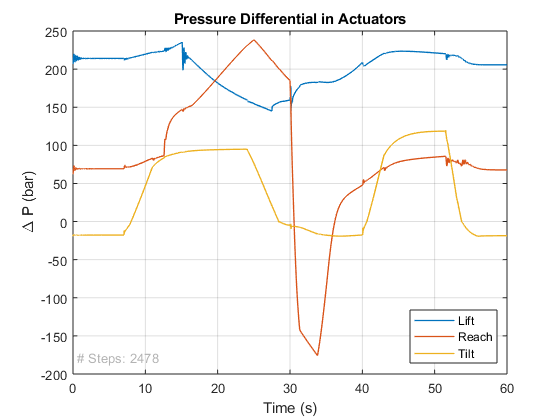 Pressure Differential in Actuators
250
200
150
100
50
0
-50
-100
-150
-200
Δ P (bar)
# Steps: 2478
Lift
Reach
Tilt
0 10 20 30 40 50 60
Time (s)